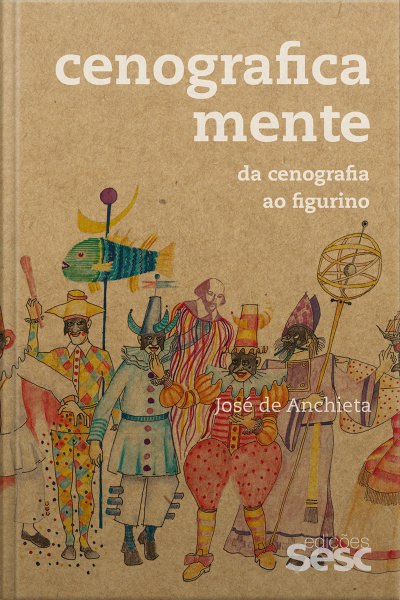 cenografica
mente
da cenografia
ao figurino
José de Anchieta
edições
Sesc